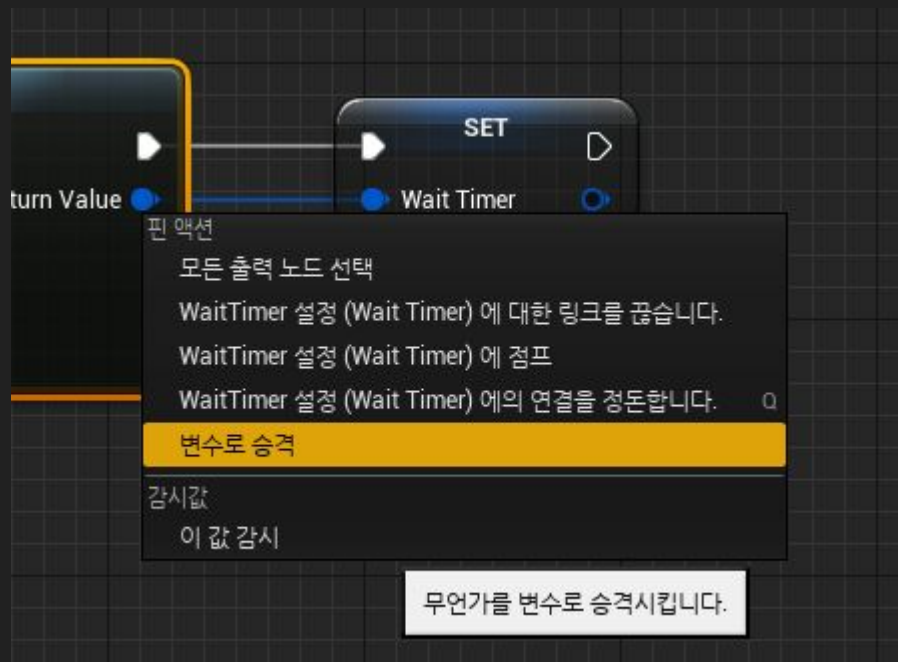 SET
turn Value
Wait Timer
핀 액션
모든 출력 노드 선택
WaitTimer 설정 (Wait Timer) 에 대한 링크를 끊습니다.
WaitTimer 설정 (Wait Timer) 에 점프
WaitTimer 설정 (Wait Timer) 에의 연결을 정돈합니다. Q
변수로 승격
감시값
이 값 감시
무언가를 변수로 승격시킵니다.